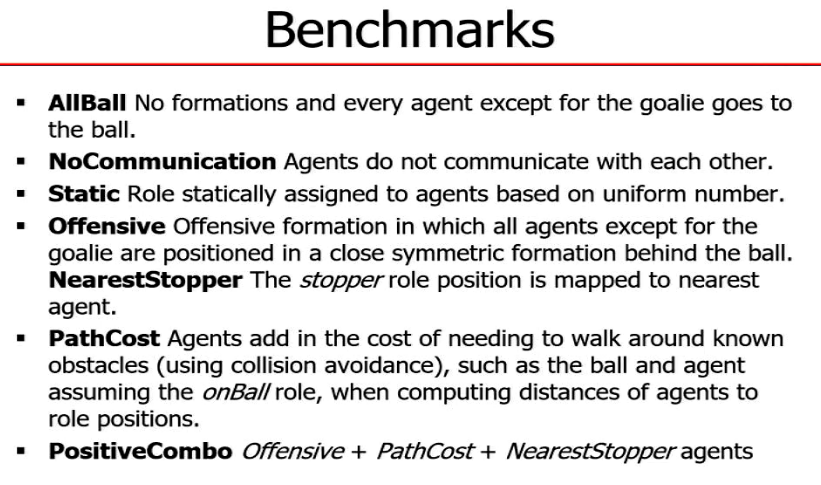 Benchmarks
▪ AllBall No formations and every agent except for the goalie goes to
the ball.
▪ NoCommunication Agents do not communicate with each other.
▪ Static Role statically assigned to agents based on uniform number.
▪ Offensive Offensive formation in which all agents except for the
goalie are positioned in a close symmetric formation behind the ball.
NearestStopper The stopper role position is mapped to nearest
agent.
▪ PathCost Agents add in the cost of needing to walk around known
obstacles (using collision avoidance), such as the ball and agent
assuming the onBall role, when computing distances of agents to
role positions.
▪ PositiveCombo Offensive + PathCost + NearestStopper agents